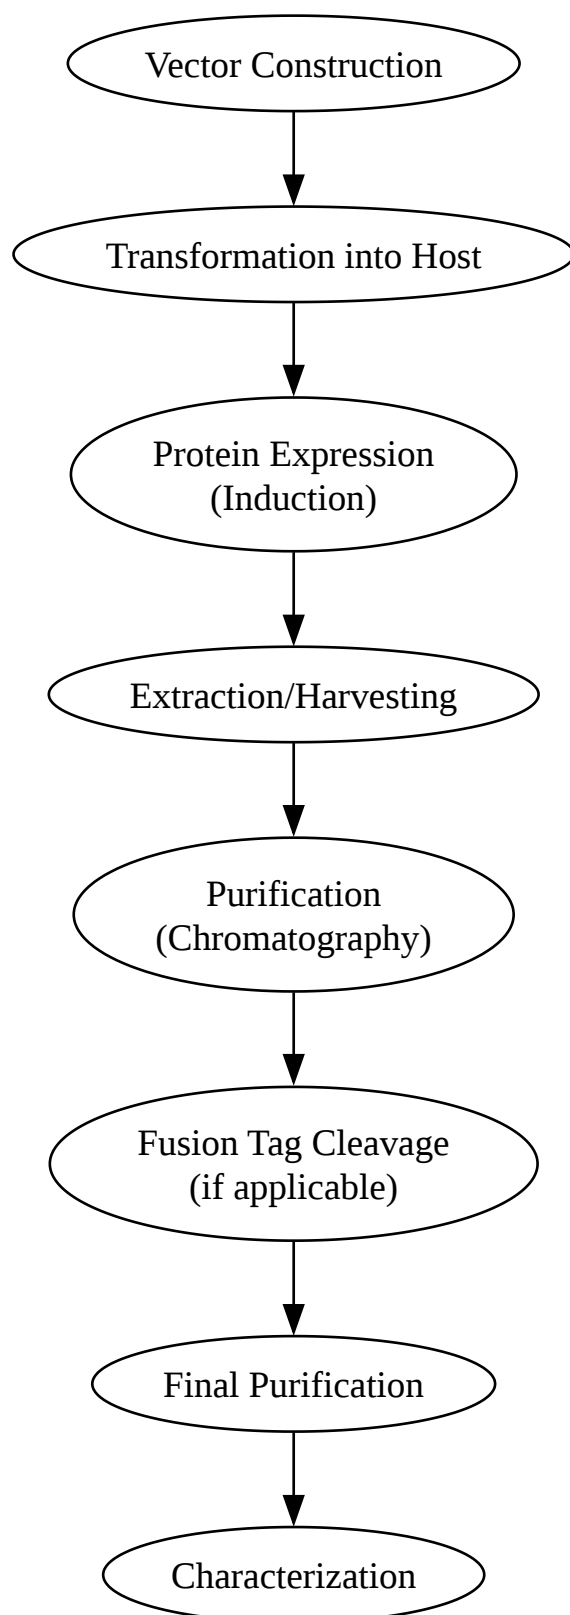 Vector Construction
Transformation into Host
Protein Expression
(Induction)
Extraction/Harvesting
Purification
(Chromatography)
Fusion Tag Cleavage
(if applicable)
Final Purification
Characterization